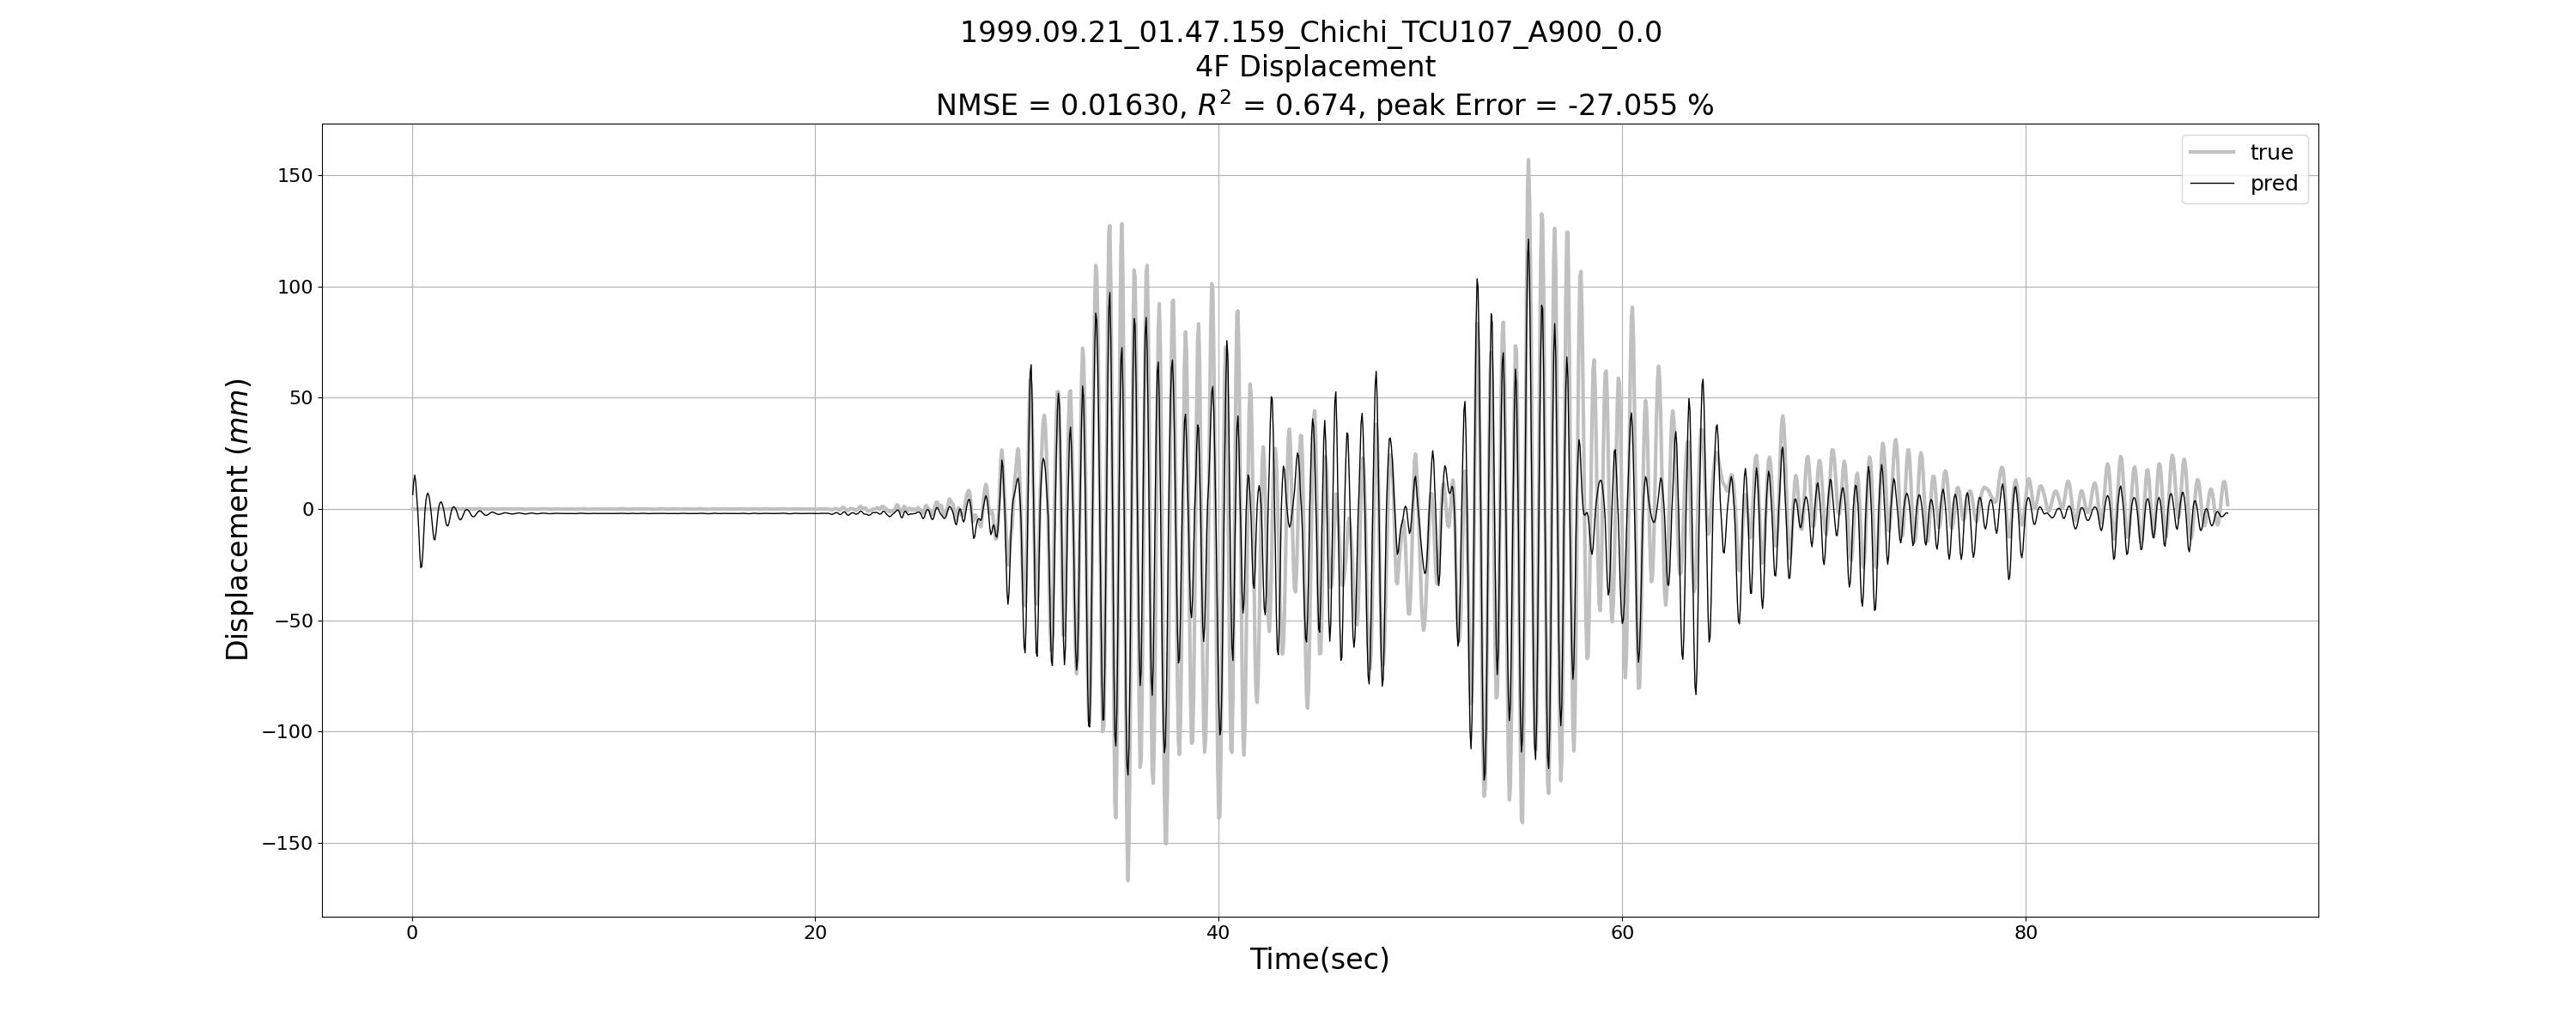 1999.09.21_01.47.159_Chichi_TCU107_A900_0.0
4F Displacement
NMSE = 0.01630, R² = 0.674, peak Error = -27.055 %
true
pred
Displacement (mm)
150
100
50
0
−50
−100
−150
0
20
40
60
80
Time(sec)